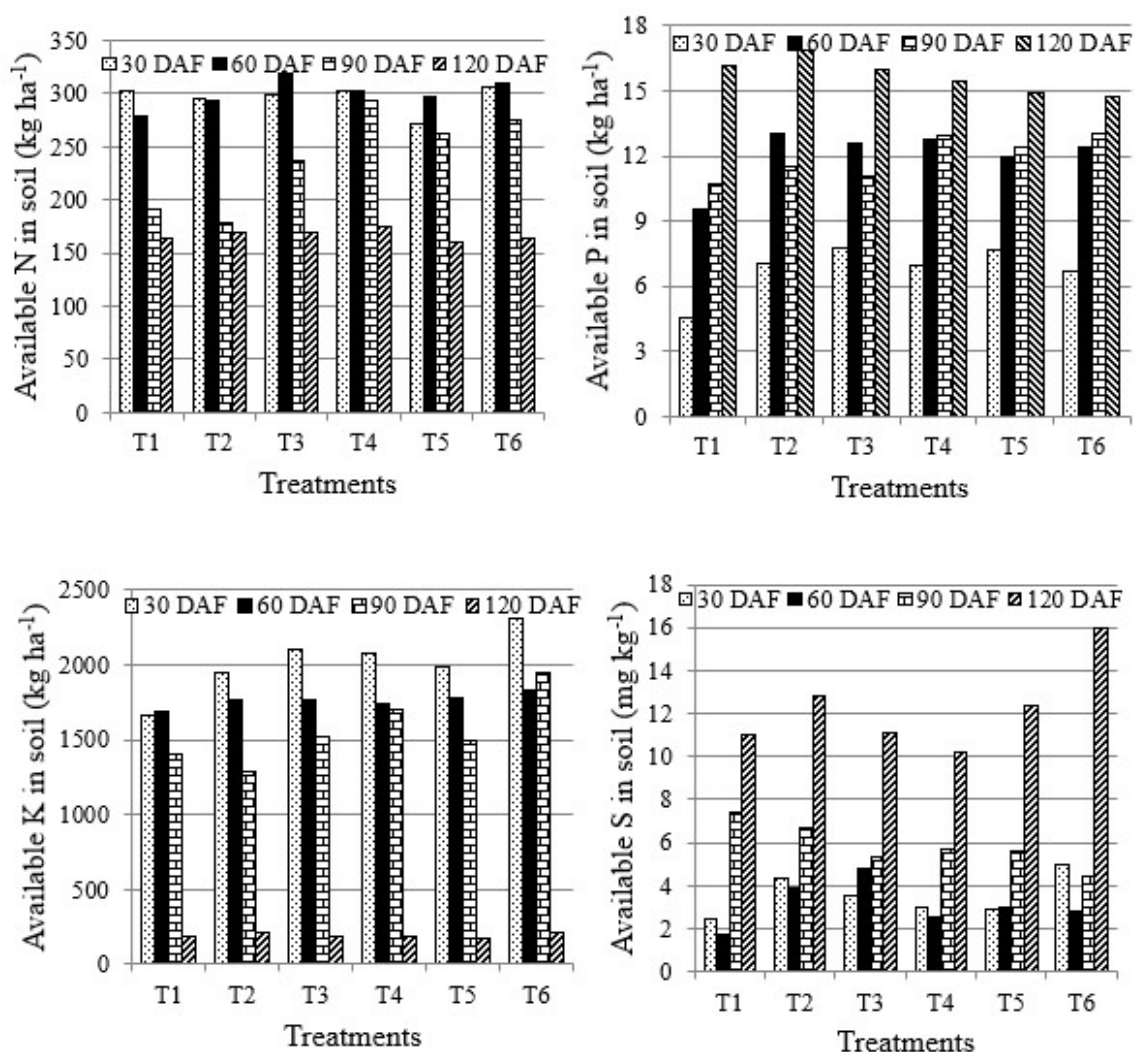 Available N in soil (kg ha-1)
350
300
250
200
150
100
50
0
30 DAF 60 DAF 90 DAF 120 DAF
T1 T2 T3 T4 T5 T6
Treatments
Available P in soil (kg ha-1)
18
15
12
9
6
3
0
30 DAF 60 DAF 90 DAF 120 DAF
T1 T2 T3 T4 T5 T6
Treatments
Available K in soil (kg ha-1)
2500
2000
1500
1000
500
0
30 DAF 60 DAF 90 DAF 120 DAF
T1 T2 T3 T4 T5 T6
Treatments
Available S in soil (mg kg-1)
18
16
14
12
10
8
6
4
2
0
30 DAF 60 DAF 90 DAF 120 DAF
T1 T2 T3 T4 T5 T6
Treatments